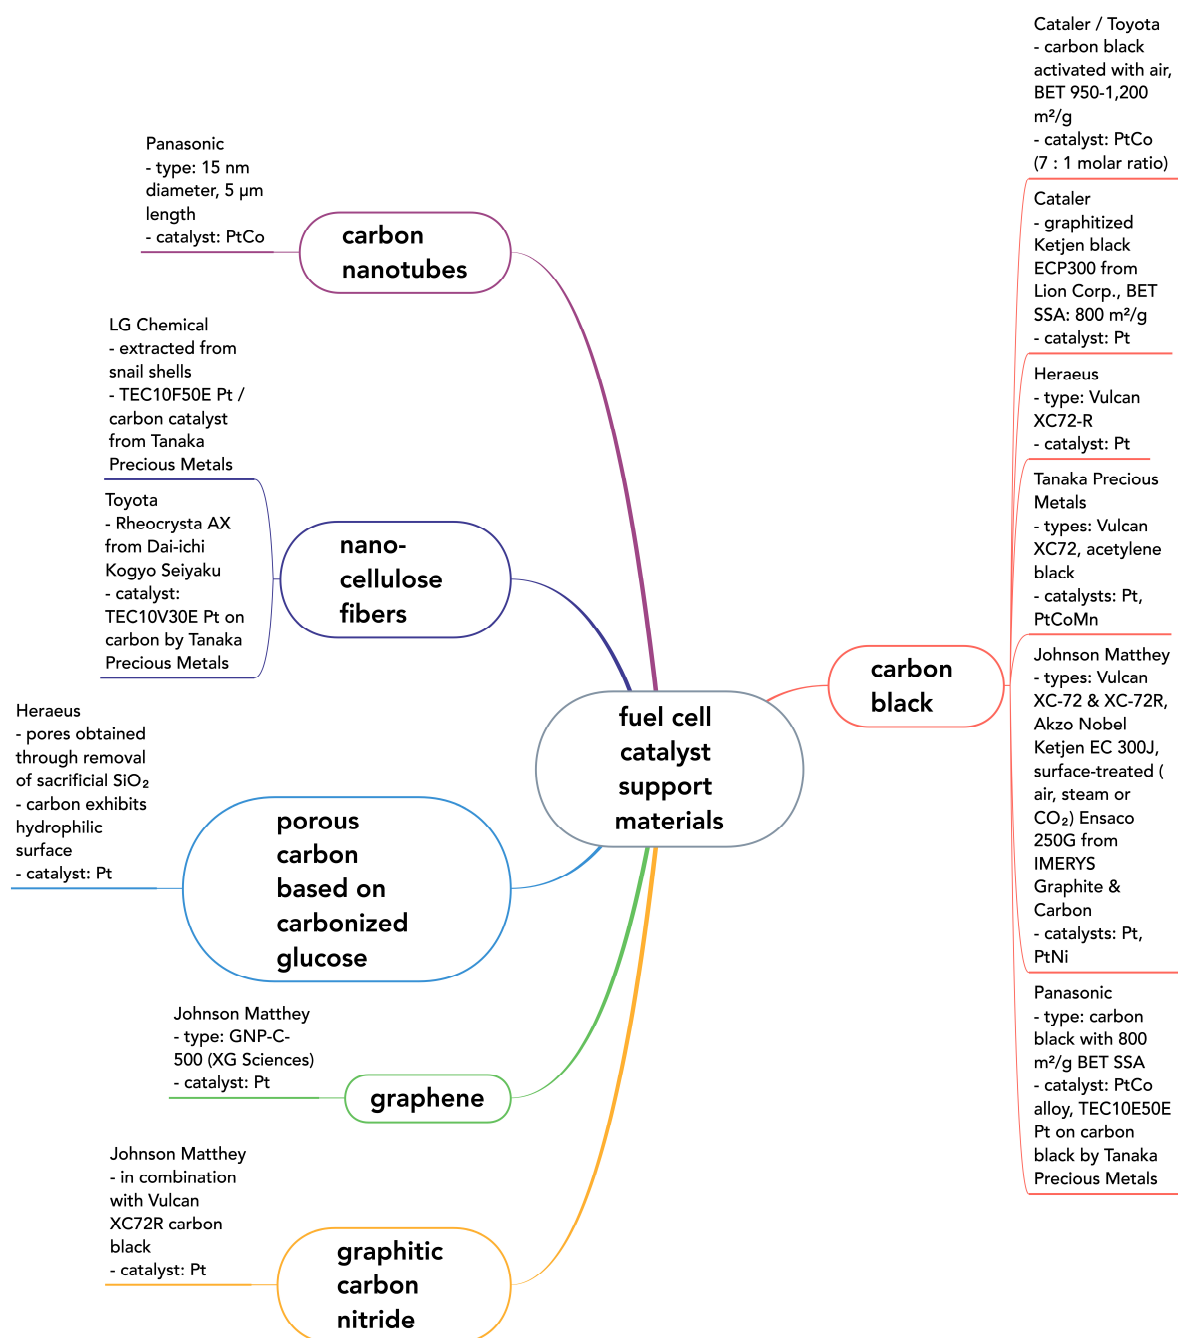 Cataler / Toyota
- carbon black
activated with air,
BET 950-1,200
m²/g
- catalyst: PtCo
(7 : 1 molar ratio)
Cataler
- graphitized
Ketjen black
ECP300 from
Lion Corp., BET
SSA: 800 m²/g
- catalyst: Pt
Heraeus
- type: Vulcan
XC72-R
- catalyst: Pt
Tanaka Precious
Metals
- types: Vulcan
XC72, acetylene
black
- catalysts: Pt,
PtCoMn
Johnson Matthey
- types: Vulcan
XC-72 & XC-72R,
Akzo Nobel
Ketjen EC 300J,
surface-treated (
air, steam or
CO₂) Ensaco
250G from
IMERYS
Graphite &
Carbon
- catalysts: Pt,
PtNi
Panasonic
- type: carbon
black with 800
m²/g BET SSA
- catalyst: PtCo
alloy, TEC10E50E
Pt on carbon
black by Tanaka
Precious Metals
carbon
black
fuel cell
catalyst
support
materials
Panasonic
- type: 15 nm
diameter, 5 µm
length
- catalyst: PtCo
carbon
nanotubes
LG Chemical
- extracted from
snail shells
- TEC10F50E Pt /
carbon catalyst
from Tanaka
Precious Metals
Toyota
- Rheocrysta AX
from Dai-ichi
Kogyo Seiyaku
- catalyst:
TEC10V30E Pt on
carbon by Tanaka
Precious Metals
nano-
cellulose
fibers
Heraeus
- pores obtained
through removal
of sacrificial SiO₂
- carbon exhibits
hydrophilic
surface
- catalyst: Pt
porous
carbon
based on
carbonized
glucose
Johnson Matthey
- type: GNP-C-
500 (XG Sciences)
- catalyst: Pt
graphene
Johnson Matthey
- in combination
with Vulcan
XC72R carbon
black
- catalyst: Pt
graphitic
carbon
nitride